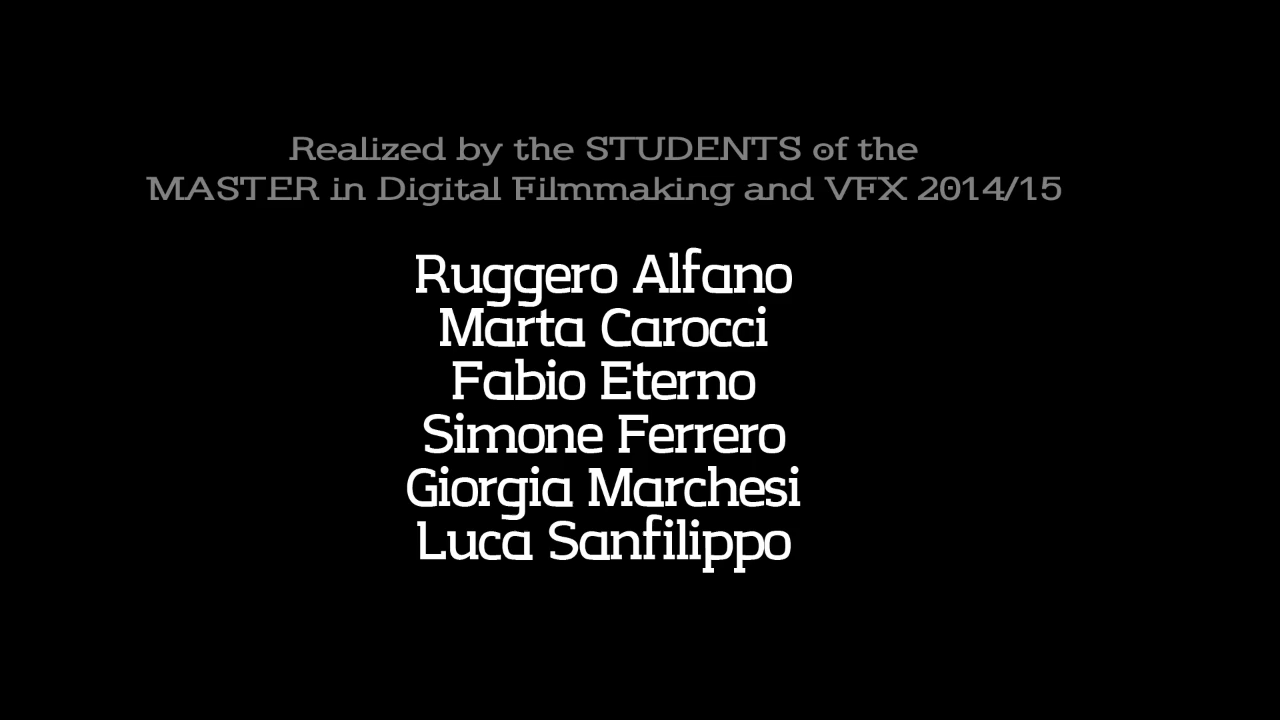 Realized by the STUDENTS of the
MASTER in Digital Filmmaking and VFX 2014/15
Ruggero Alfano
Marta Carocci
Fabio Eterno
Simone Ferrero
Giorgia Marchesi
Luca Sanfilippo